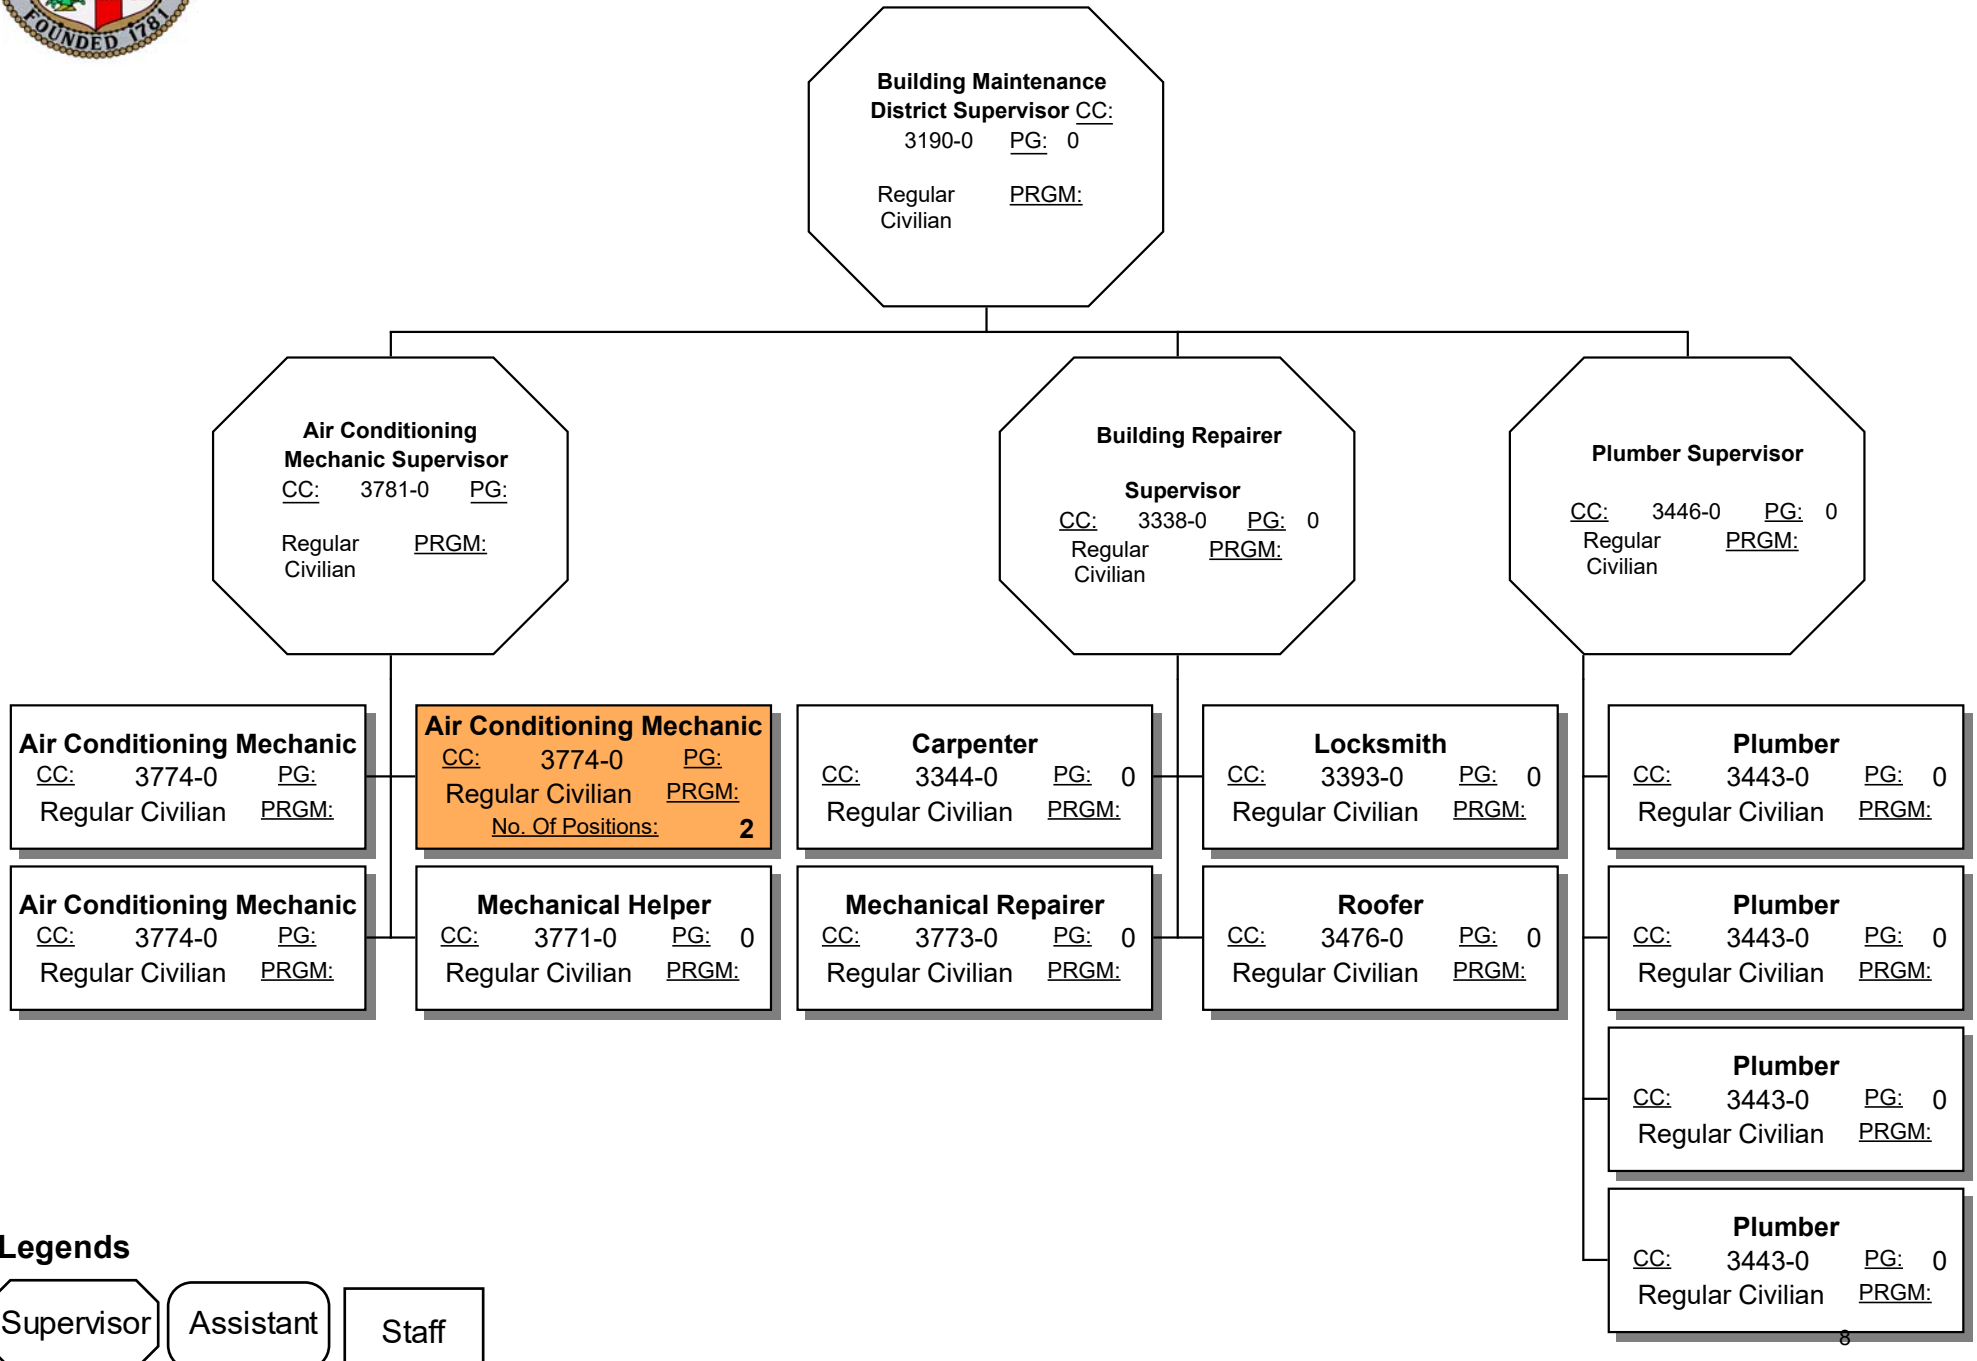 FOUNDED 1781
Building Maintenance
District Supervisor CC:
3190-0 PG: 0
Regular PRGM:
Civilian
Air Conditioning
Mechanic Supervisor
CC: 3781-0 PG:
Regular PRGM:
Civilian
Building Repairer
Supervisor
CC: 3338-0 PG: 0
Regular PRGM:
Civilian
Plumber Supervisor
CC: 3446-0 PG: 0
Regular PRGM:
Civilian
Air Conditioning Mechanic
CC: 3774-0 PG:
Regular Civilian PRGM:
Air Conditioning Mechanic
CC: 3774-0 PG:
Regular Civilian PRGM:
No. Of Positions: 2
Carpenter
CC: 3344-0 PG: 0
Regular Civilian PRGM:
Locksmith
CC: 3393-0 PG: 0
Regular Civilian PRGM:
Plumber
CC: 3443-0 PG: 0
Regular Civilian PRGM:
Air Conditioning Mechanic
CC: 3774-0 PG:
Regular Civilian PRGM:
Mechanical Helper
CC: 3771-0 PG: 0
Regular Civilian PRGM:
Mechanical Repairer
CC: 3773-0 PG: 0
Regular Civilian PRGM:
Roofer
CC: 3476-0 PG: 0
Regular Civilian PRGM:
Plumber
CC: 3443-0 PG: 0
Regular Civilian PRGM:
Plumber
CC: 3443-0 PG: 0
Regular Civilian PRGM:
Plumber
CC: 3443-0 PG: 0
Regular Civilian PRGM:
Legends
Supervisor
Assistant
Staff
8